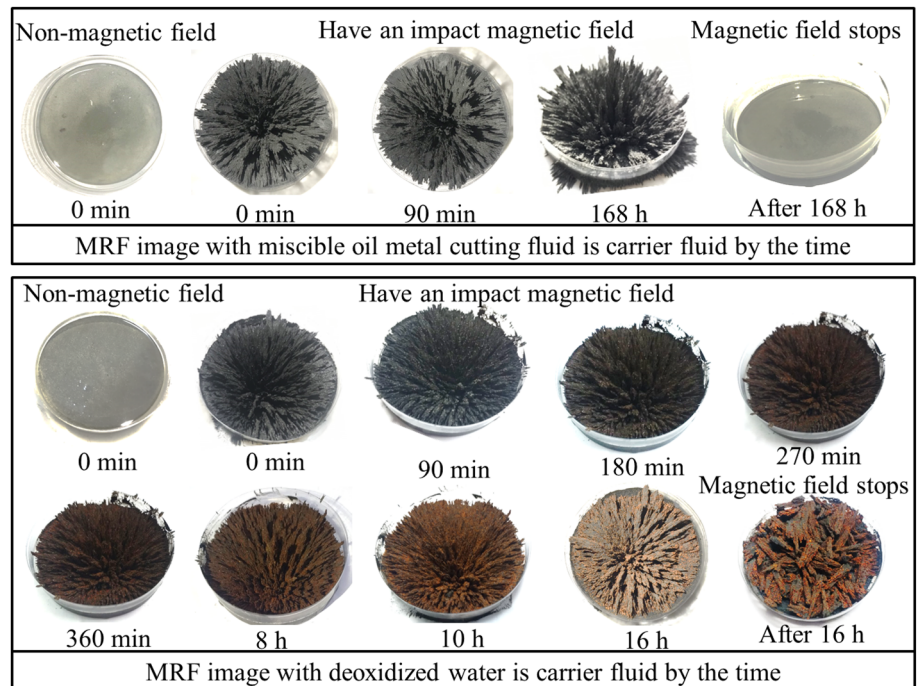 Non-magnetic field
Have an impact magnetic field
Magnetic field stops
0 min
0 min
90 min
168 h
After 168 h
MRF image with miscible oil metal cutting fluid is carrier fluid by the time
Non-magnetic field
Have an impact magnetic field
0 min
0 min
90 min
180 min
270 min
Magnetic field stops
360 min
8 h
10 h
16 h
After 16 h
MRF image with deoxidized water is carrier fluid by the time